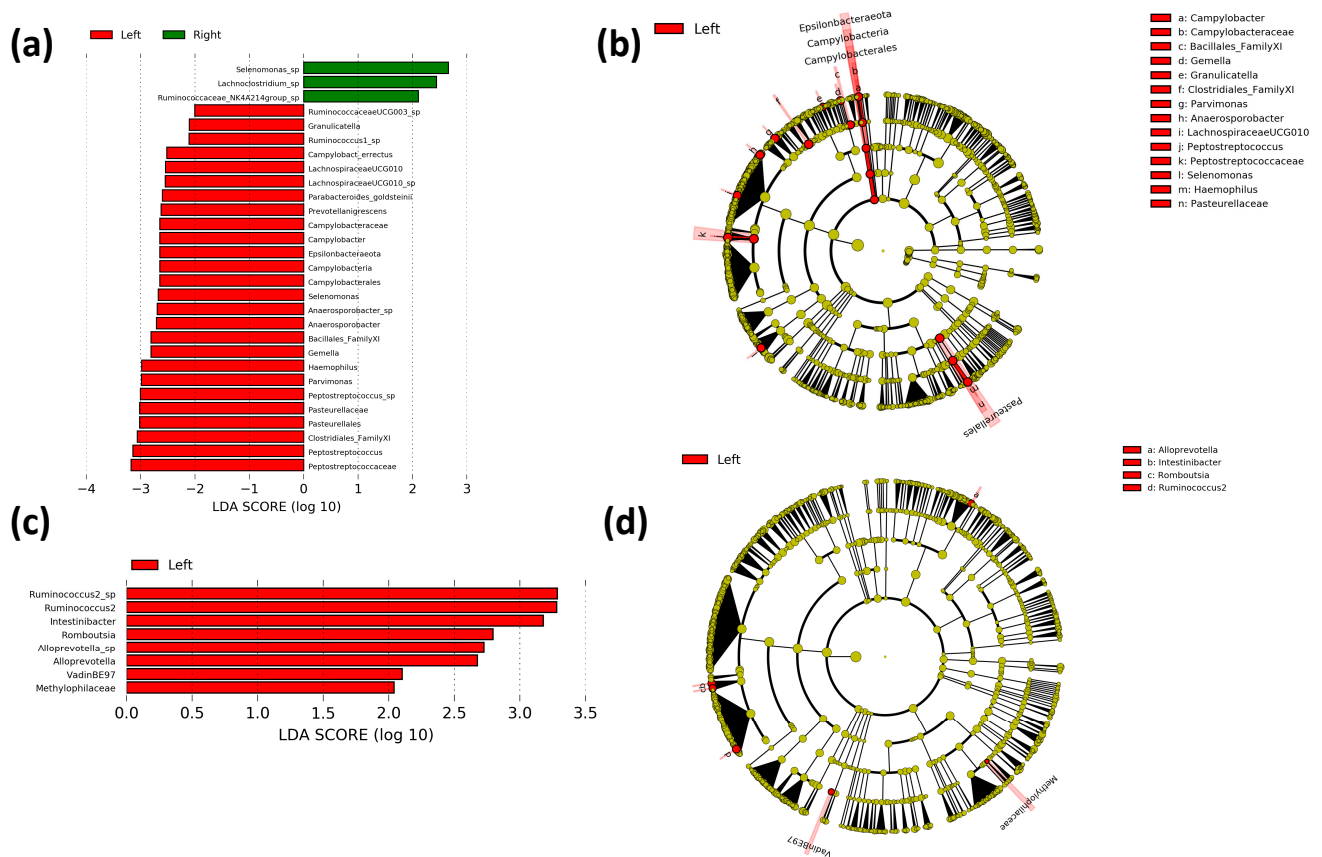 (a)
Left
Right
Selenomonas_sp
Lachnoclostridium_sp
Ruminococcaceae_NK4A214group_sp
RuminococcaceaeUCG003_sp
Granulicatella
Ruminococcus1_sp
Campylobact_errectus
LachnospiraceaeUCG010
LachnospiraceaeUCG010_sp
Parabacteroides_goldsteinii
Prevotellanigrescens
Campylobacteraceae
Campylobacter
Epsilonbacteraeota
Campylobacteria
Campylobacterales
Selenomonas
Anaerosporobacter_sp
Anaerosporobacter
Bacillales_FamilyXI
Gemella
Haemophilus
Parvimonas
Peptostreptococcus_sp
Pasteurellaceae
Pasteurellales
Clostridiales_FamilyXI
Peptostreptococcus
Peptostreptococcaceae
−4 −3 −2 −1 0 1 2 3
LDA SCORE (log 10)
(b)
Left
Epsilonbacteraeota
Campylobacteria
Campylobacterales
b
c
a
d
e
f
g
h
i
k
j
l
m
n
Pasteurellales
a: Campylobacter
b: Campylobacteraceae
c: Bacillales_FamilyXI
d: Gemella
e: Granulicatella
f: Clostridiales_FamilyXI
g: Parvimonas
h: Anaerosporobacter
i: LachnospiraceaeUCG010
j: Peptostreptococcus
k: Peptostreptococcaceae
l: Selenomonas
m: Haemophilus
n: Pasteurellaceae
(c)
Left
Ruminococcus2_sp
Ruminococcus2
Intestinibacter
Romboutsia
Alloprevotella_sp
Alloprevotella
VadinBE97
Methylophilaceae
0.0 0.5 1.0 1.5 2.0 2.5 3.0 3.5
LDA SCORE (log 10)
(d)
Left
a
c
b
d
VadinBE97
Methylophilaceae
a: Alloprevotella
b: Intestinibacter
c: Romboutsia
d: Ruminococcus2